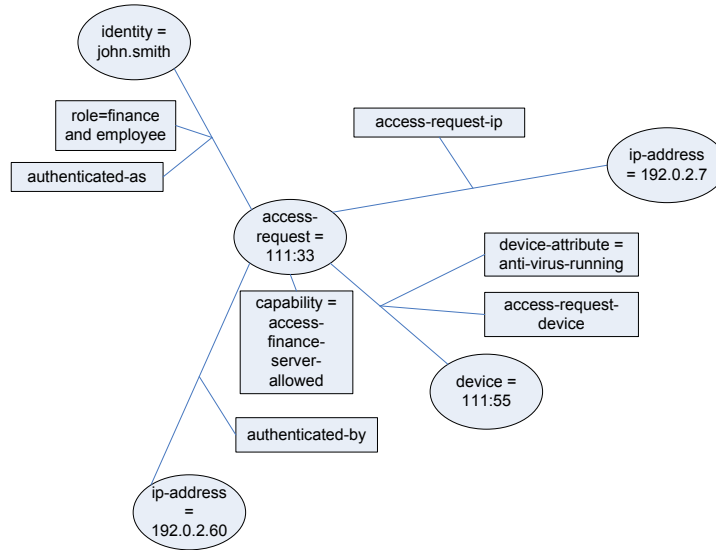 identity =
john.smith
role=finance
and employee
authenticated-as
access-request-ip
ip-address
= 192.0.2.7
access-
request =
111:33
device-attribute =
anti-virus-running
capability =
access-
finance-
server-
allowed
access-request-
device
device =
111:55
authenticated-by
ip-address
=
192.0.2.60